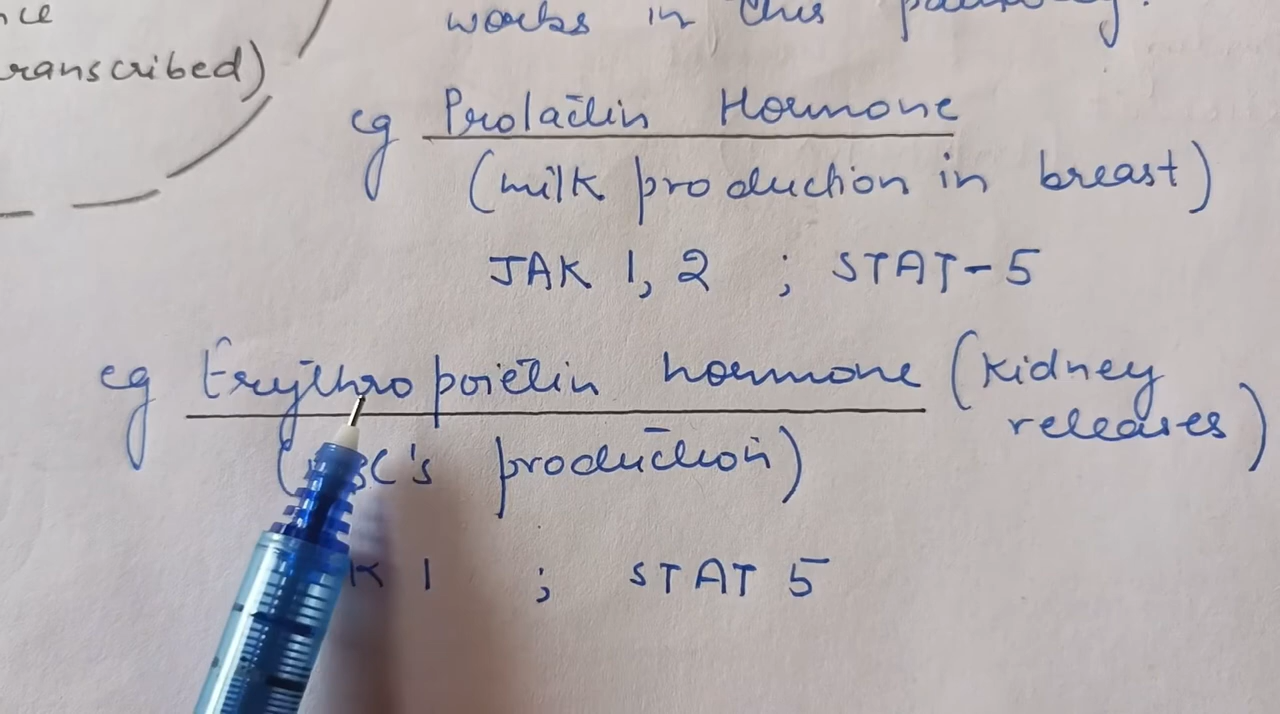 works in this
ranscribed)
eg Prolactin Hormone
(milk production in breast)
JAK 1, 2 ; STAT-5
eg Erythropoietin hormone (kidney
releases)
production)
K 1 ; STAT 5